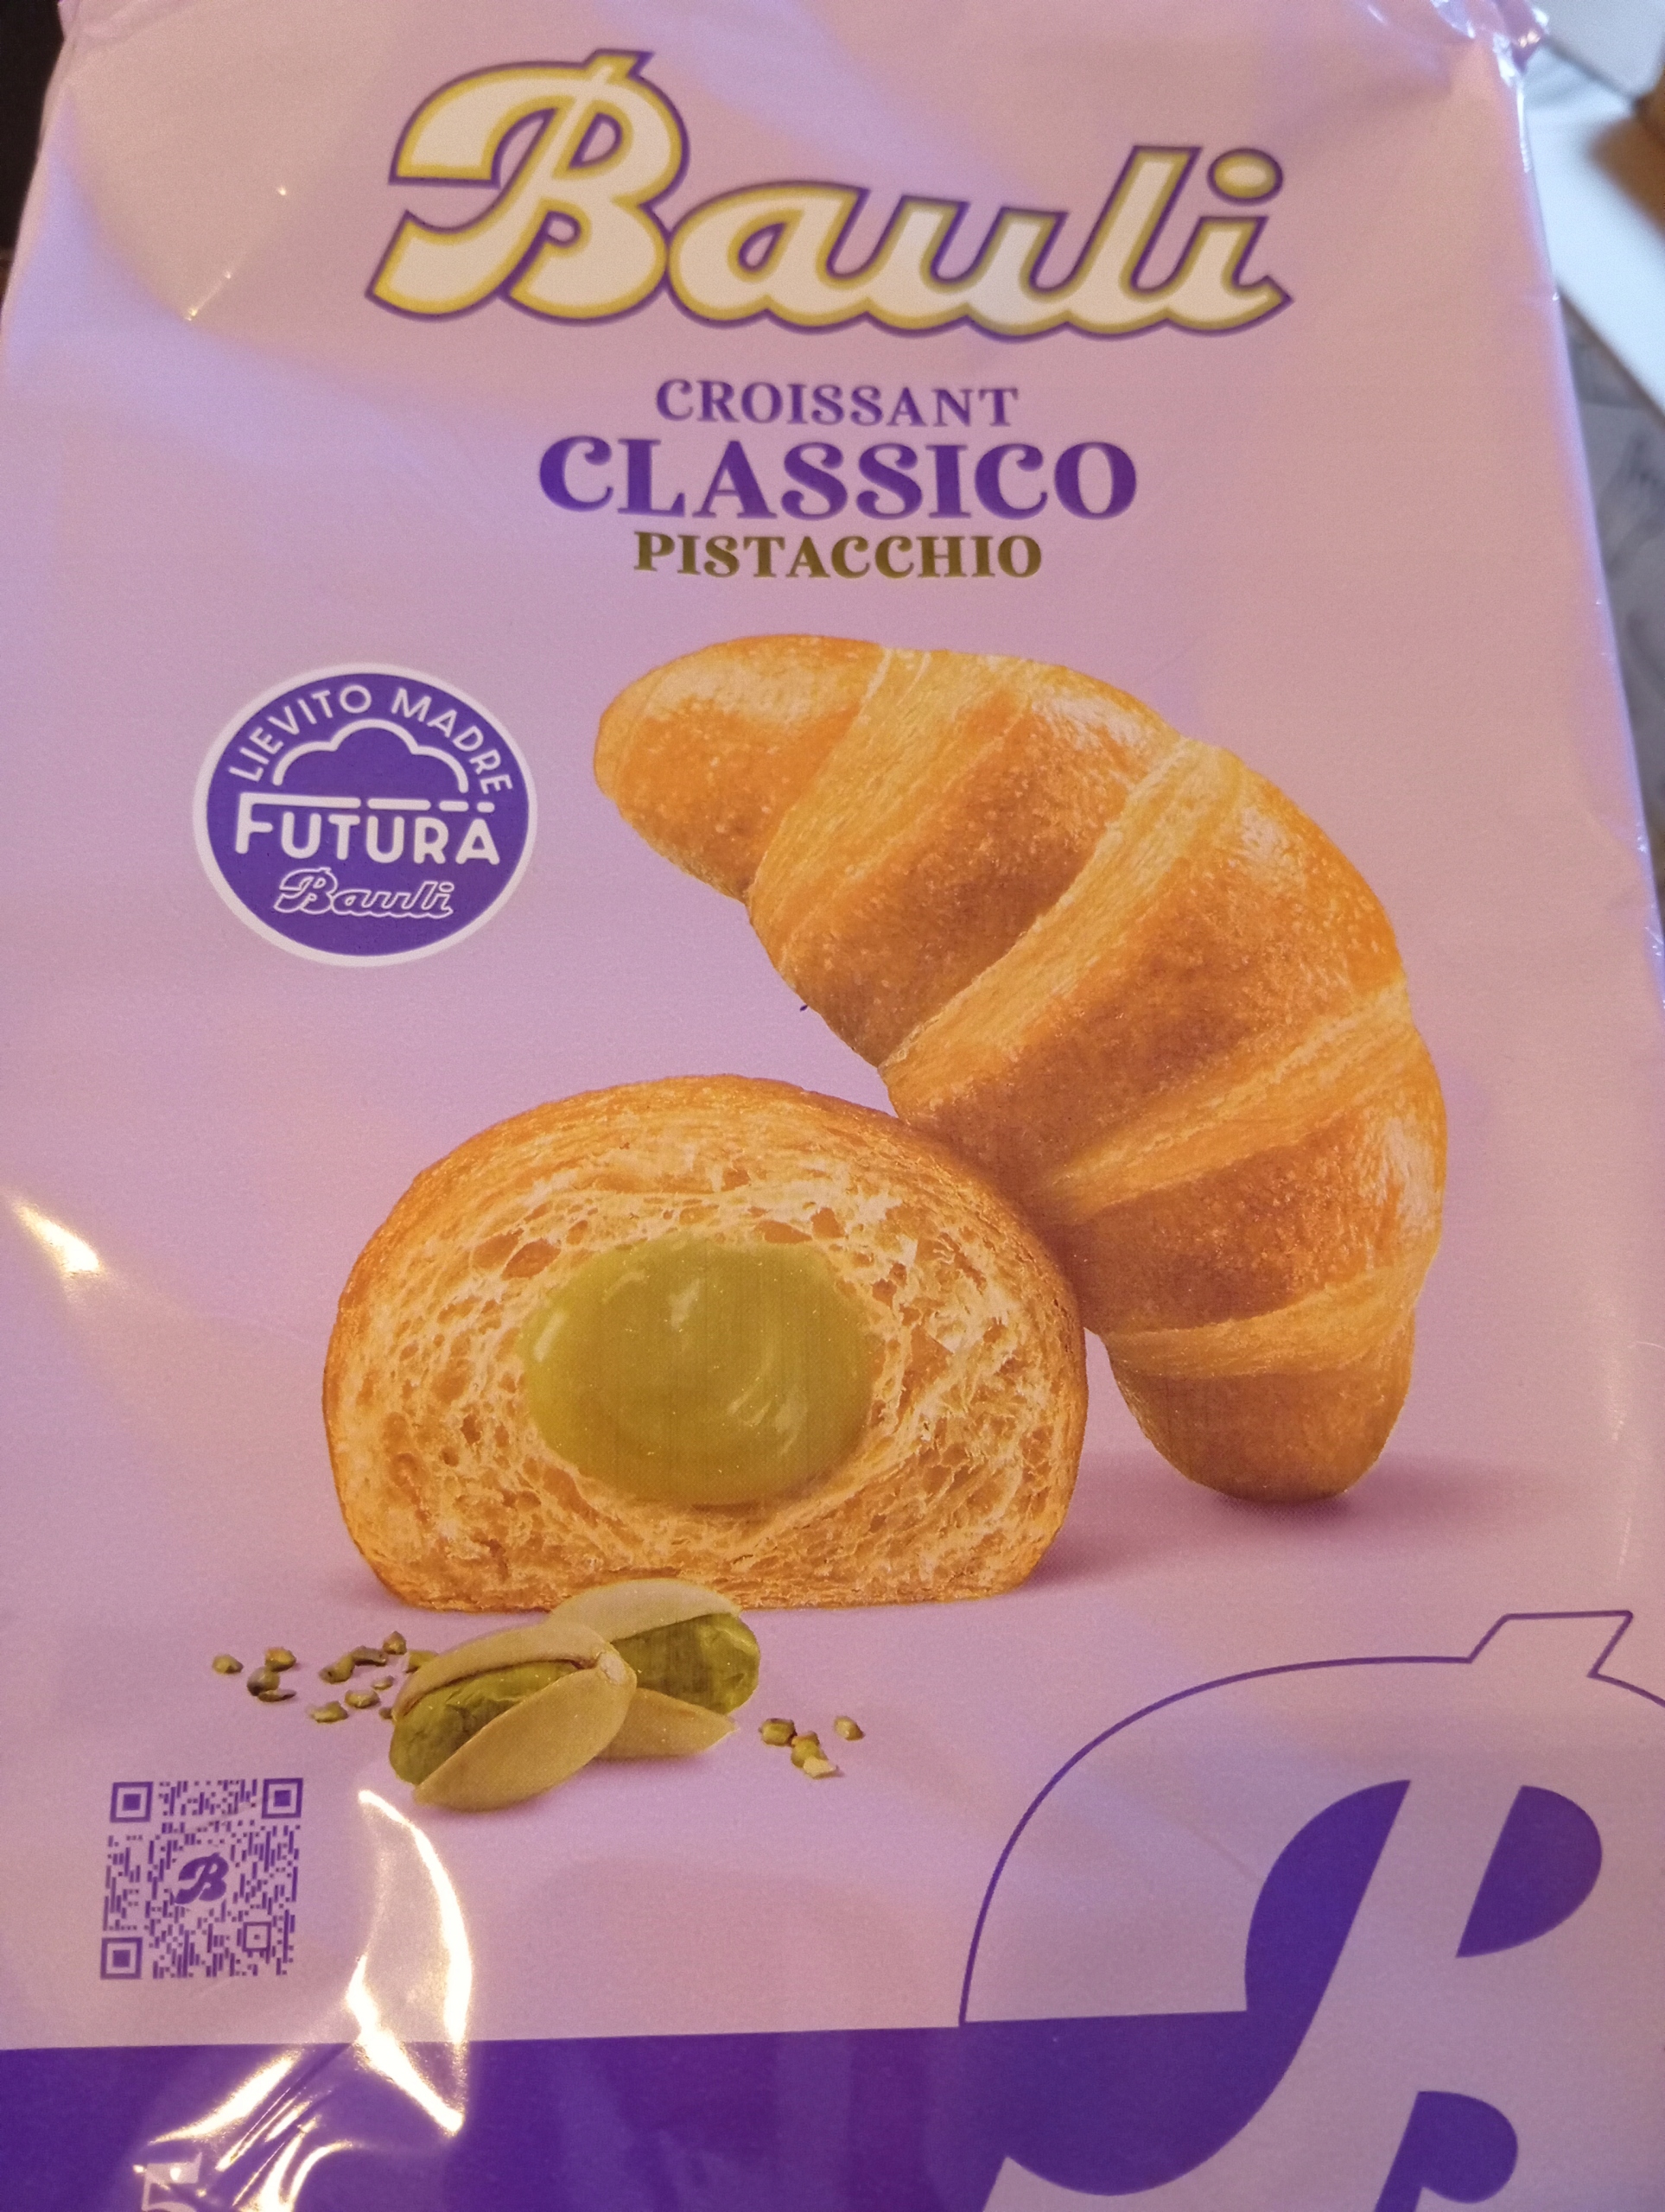 Bauli
CROISSANT
CLASSICO
PISTACCHIO
LIEVITO MADRE
FUTURA
Bauli
B
B